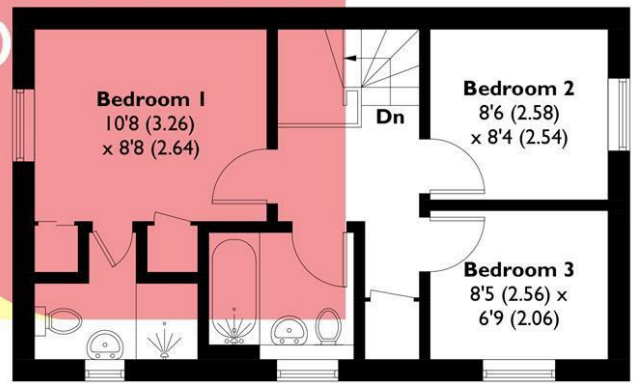 Bedroom 1
10'8 (3.26)
x 8'8 (2.64)
Dn
Bedroom 2
8'6 (2.58)
x 8'4 (2.54)
Bedroom 3
8'5 (2.56) x
6'9 (2.06)